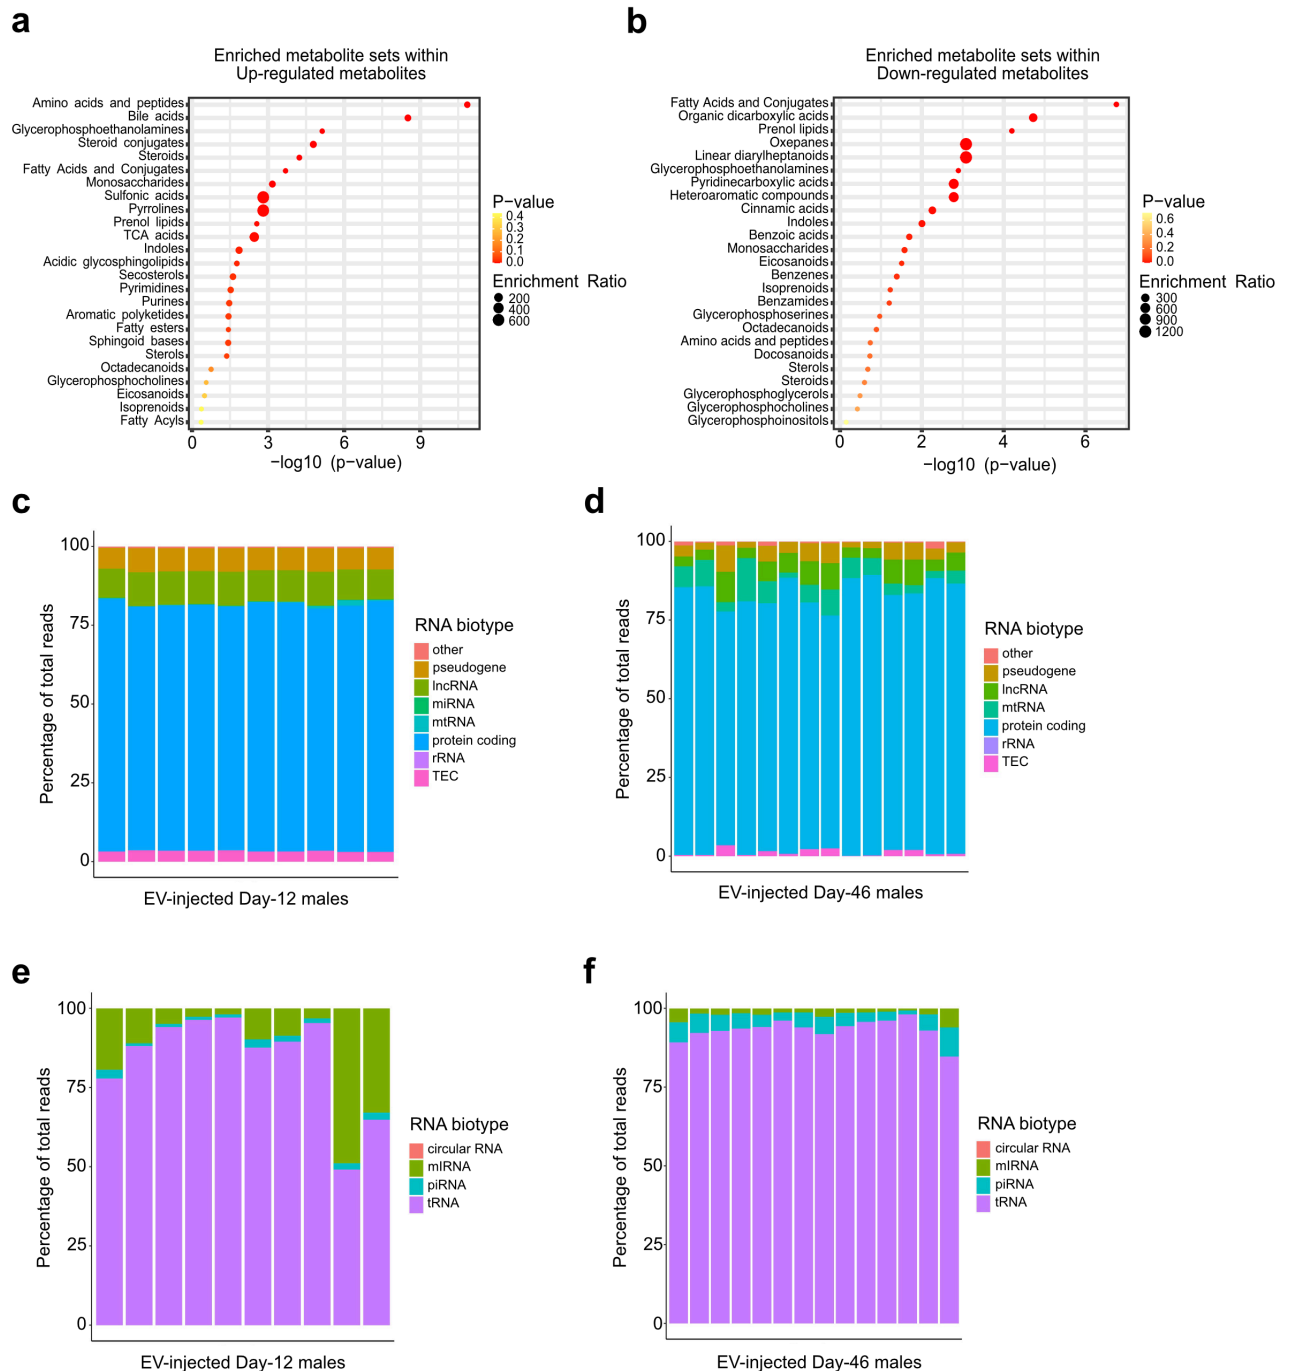 a
Enriched metabolite sets within
Up-regulated metabolites
Amino acids and peptides
Bile acids
Glycerophosphoethanolamines
Steroid conjugates
Steroids
Fatty Acids and Conjugates
Monosaccharides
Sulfonic acids
Pyrrolines
Prenol lipids
TCA acids
Indoles
Acidic glycosphingolipids
Secosterols
Pyrimidines
Purines
Aromatic polyketides
Fatty esters
Sphingoid bases
Sterols
Octadecanoids
Glycerophosphocholines
Eicosanoids
Isoprenoids
Fatty Acyls
0 3 6 9
−log10 (p−value)
P−value
0.4
0.3
0.2
0.1
0.0
Enrichment Ratio
200
400
600
b
Enriched metabolite sets within
Down-regulated metabolites
Fatty Acids and Conjugates
Organic dicarboxylic acids
Prenol lipids
Oxepanes
Linear diarylheptanoids
Glycerophosphoethanolamines
Pyridinecarboxylic acids
Heteroaromatic compounds
Cinnamic acids
Indoles
Benzoic acids
Monosaccharides
Eicosanoids
Benzenes
Isoprenoids
Benzamides
Glycerophosphoserines
Octadecanoids
Amino acids and peptides
Docosanoids
Sterols
Steroids
Glycerophosphoglycerols
Glycerophosphocholines
Glycerophosphoinositols
0 2 4 6
−log10 (p−value)
P−value
0.6
0.4
0.2
0.0
Enrichment Ratio
300
600
900
1200
c
Percentage of total reads
100
75
50
25
0
EV-injected Day-12 males
RNA biotype
other
pseudogene
lncRNA
miRNA
mtRNA
protein coding
rRNA
TEC
d
Percentage of total reads
100
75
50
25
0
EV-injected Day-46 males
RNA biotype
other
pseudogene
lncRNA
mtRNA
protein coding
rRNA
TEC
e
Percentage of total reads
100
75
50
25
0
EV-injected Day-12 males
RNA biotype
circular RNA
mIRNA
piRNA
tRNA
f
Percentage of total reads
100
75
50
25
0
EV-injected Day-46 males
RNA biotype
circular RNA
mIRNA
piRNA
tRNA